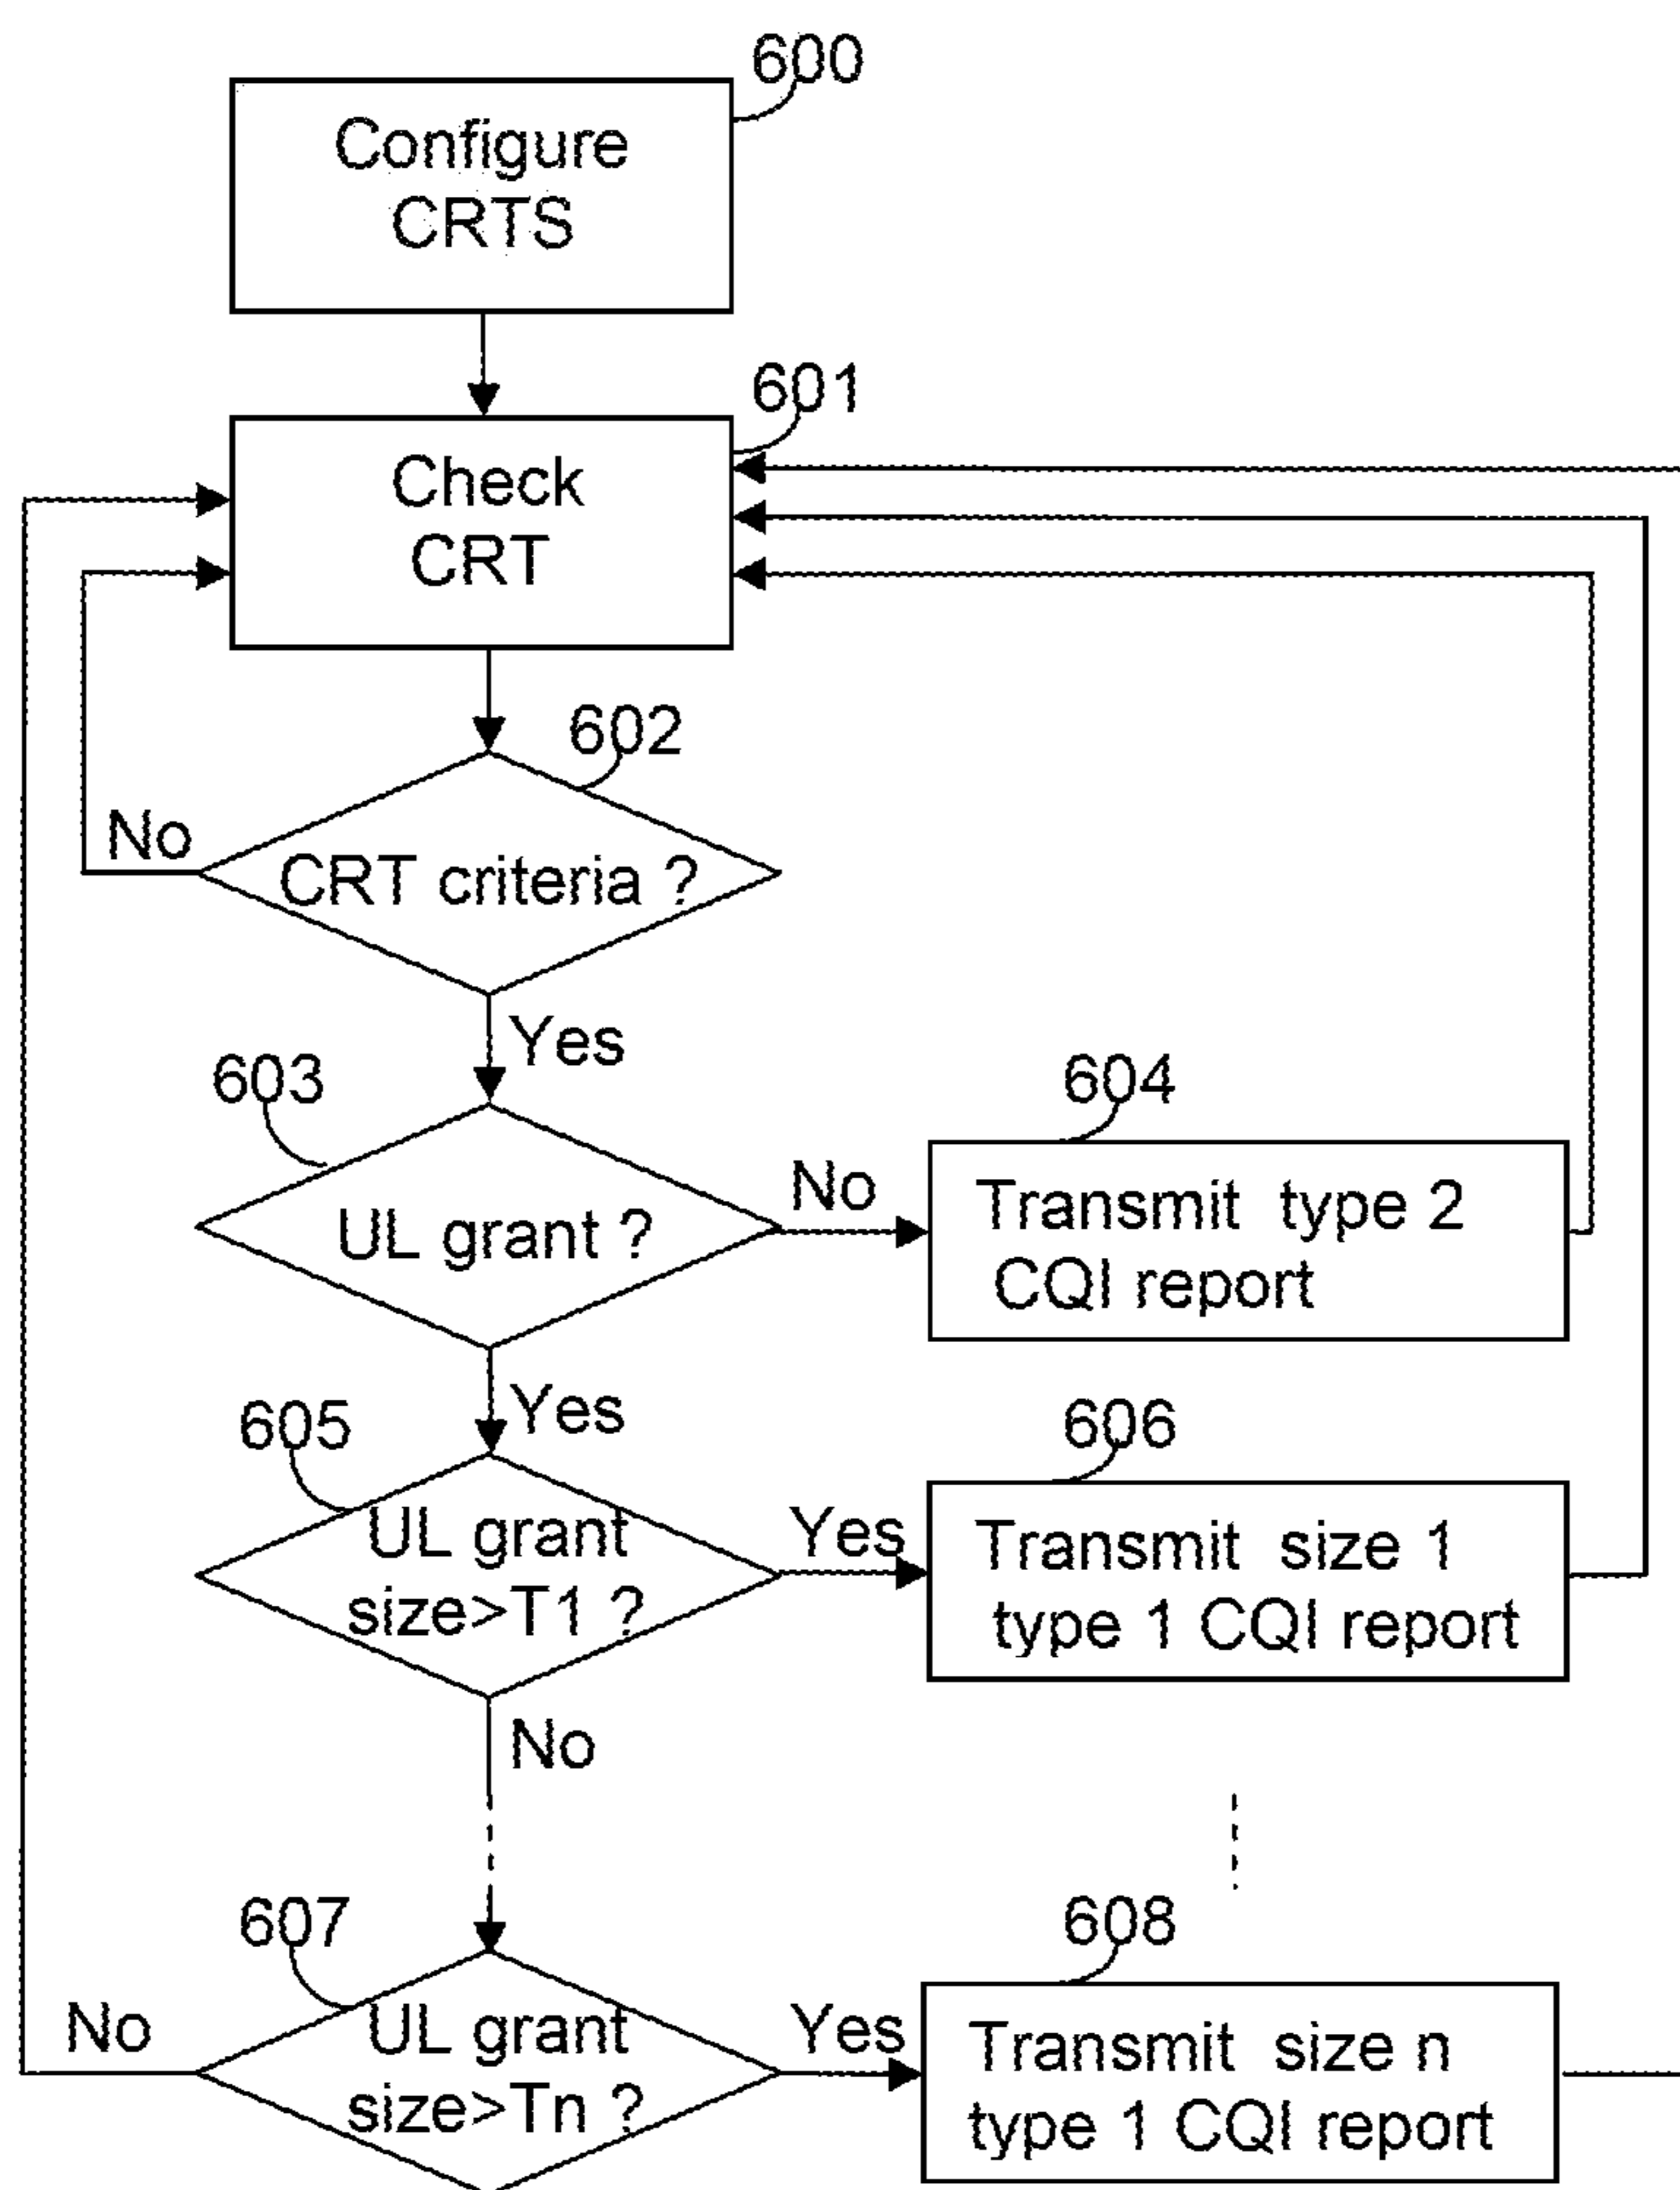 600
Configure
CRTS
601
Check
CRT
602
No
CRT criteria ?
Yes
603
604
No
UL grant ?
Transmit type 2
CQI report
Yes
605
606
UL grant
size>T1 ?
Yes
Transmit size 1
type 1 CQI report
No
607
608
No
UL grant
size>Tn ?
Yes
Transmit size n
type 1 CQI report